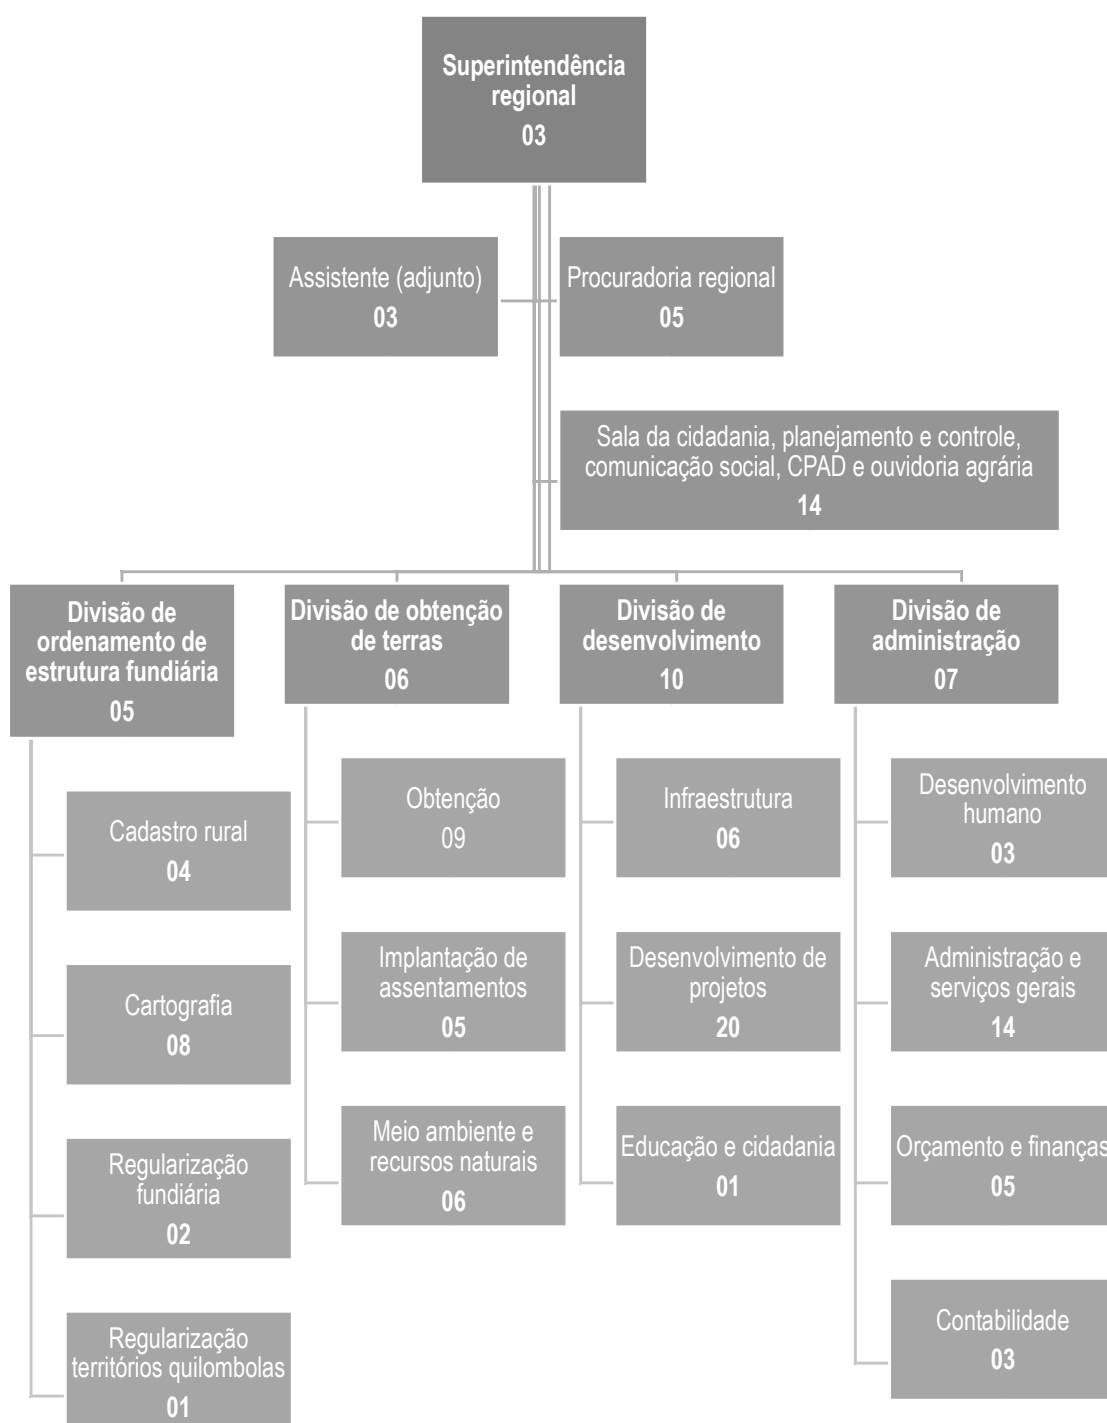 Superintendência
regional
03
Assistente (adjunto)
03
Procuradoria regional
05
Sala da cidadania, planejamento e controle,
comunicação social, CPAD e ouvidoria agrária
14
Divisão de
ordenamento de
estrutura fundiária
05
Cadastro rural
04
Cartografia
08
Regularização
fundiária
02
Regularização
territórios quilombolas
01
Divisão de obtenção
de terras
06
Obtenção
09
Implantação de
assentamentos
05
Meio ambiente e
recursos naturais
06
Divisão de
desenvolvimento
10
Infraestrutura
06
Desenvolvimento de
projetos
20
Educação e cidadania
01
Divisão de
administração
07
Desenvolvimento
humano
03
Administração e
serviços gerais
14
Orçamento e finanças
05
Contabilidade
03